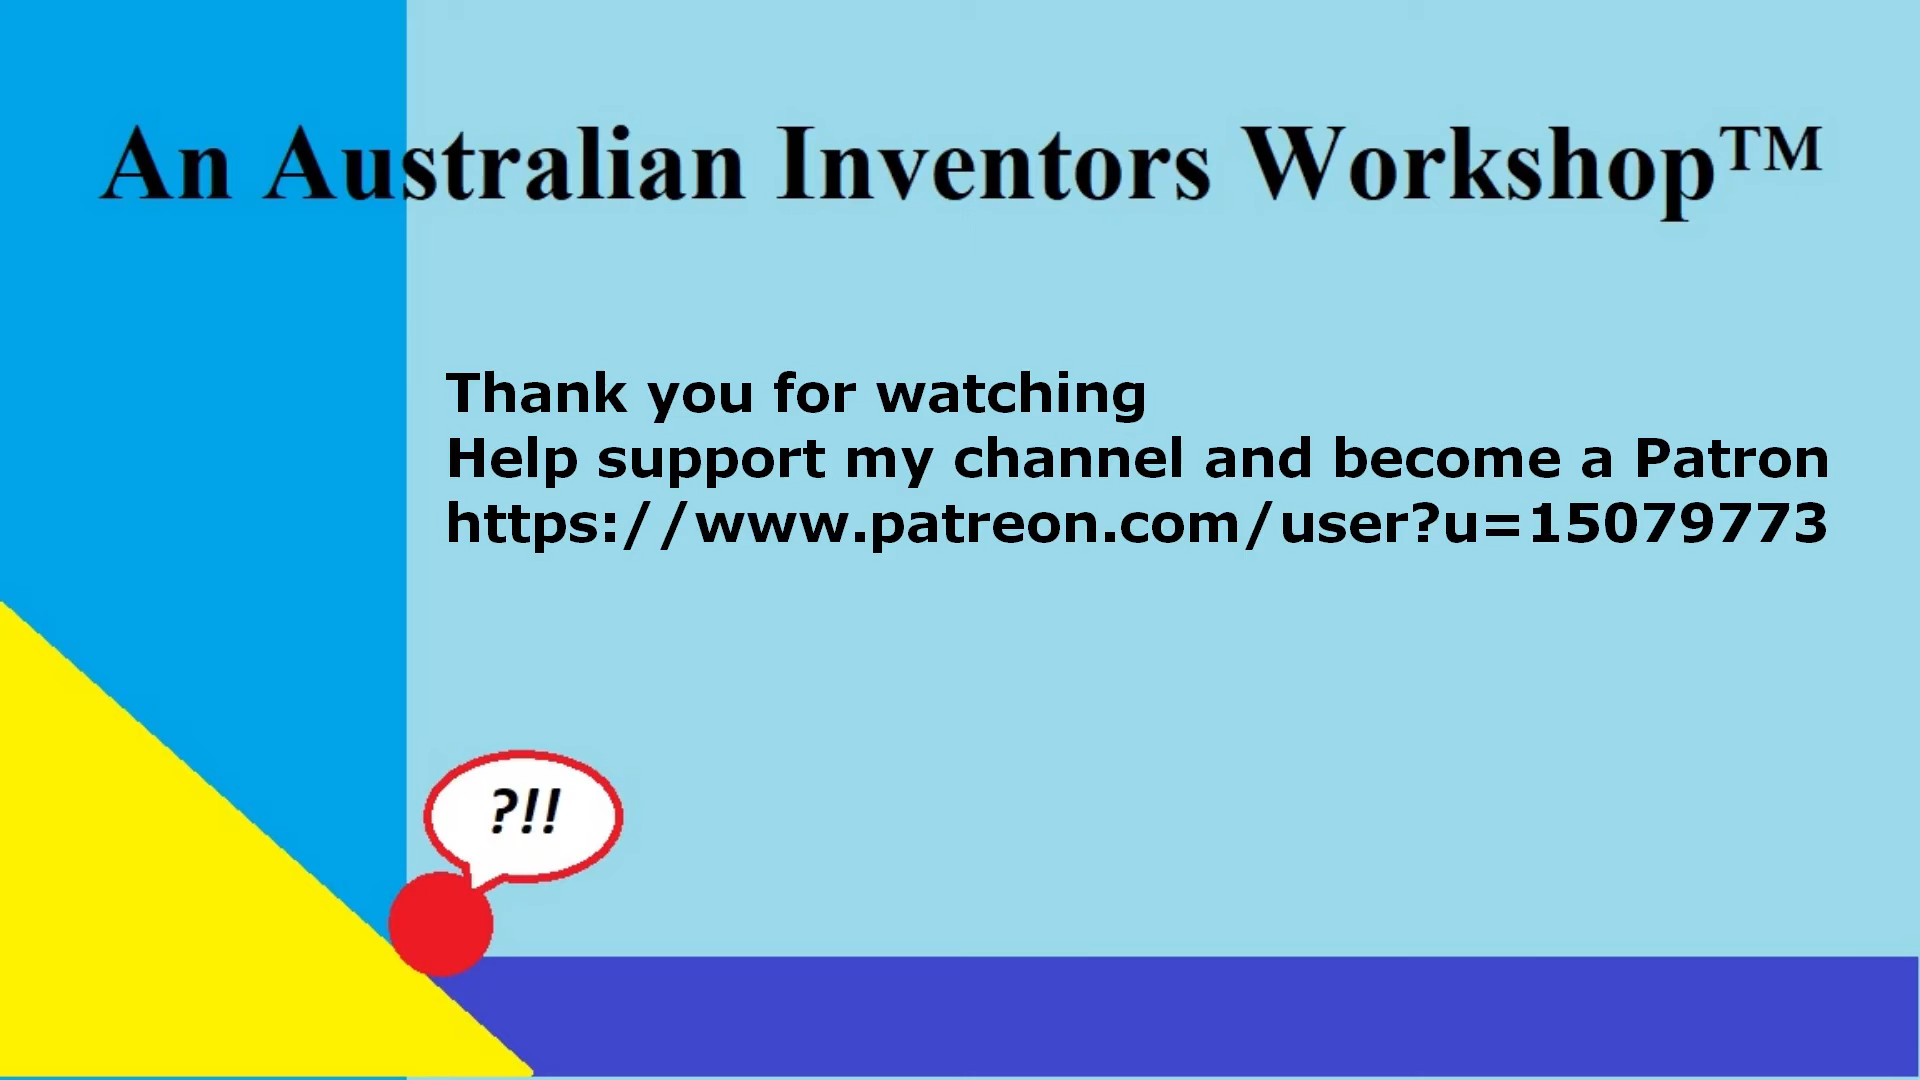 An Australian Inventors Workshop™
Thank you for watching
Help support my channel and become a Patron
https://www.patreon.com/user?u=15079773
?!!